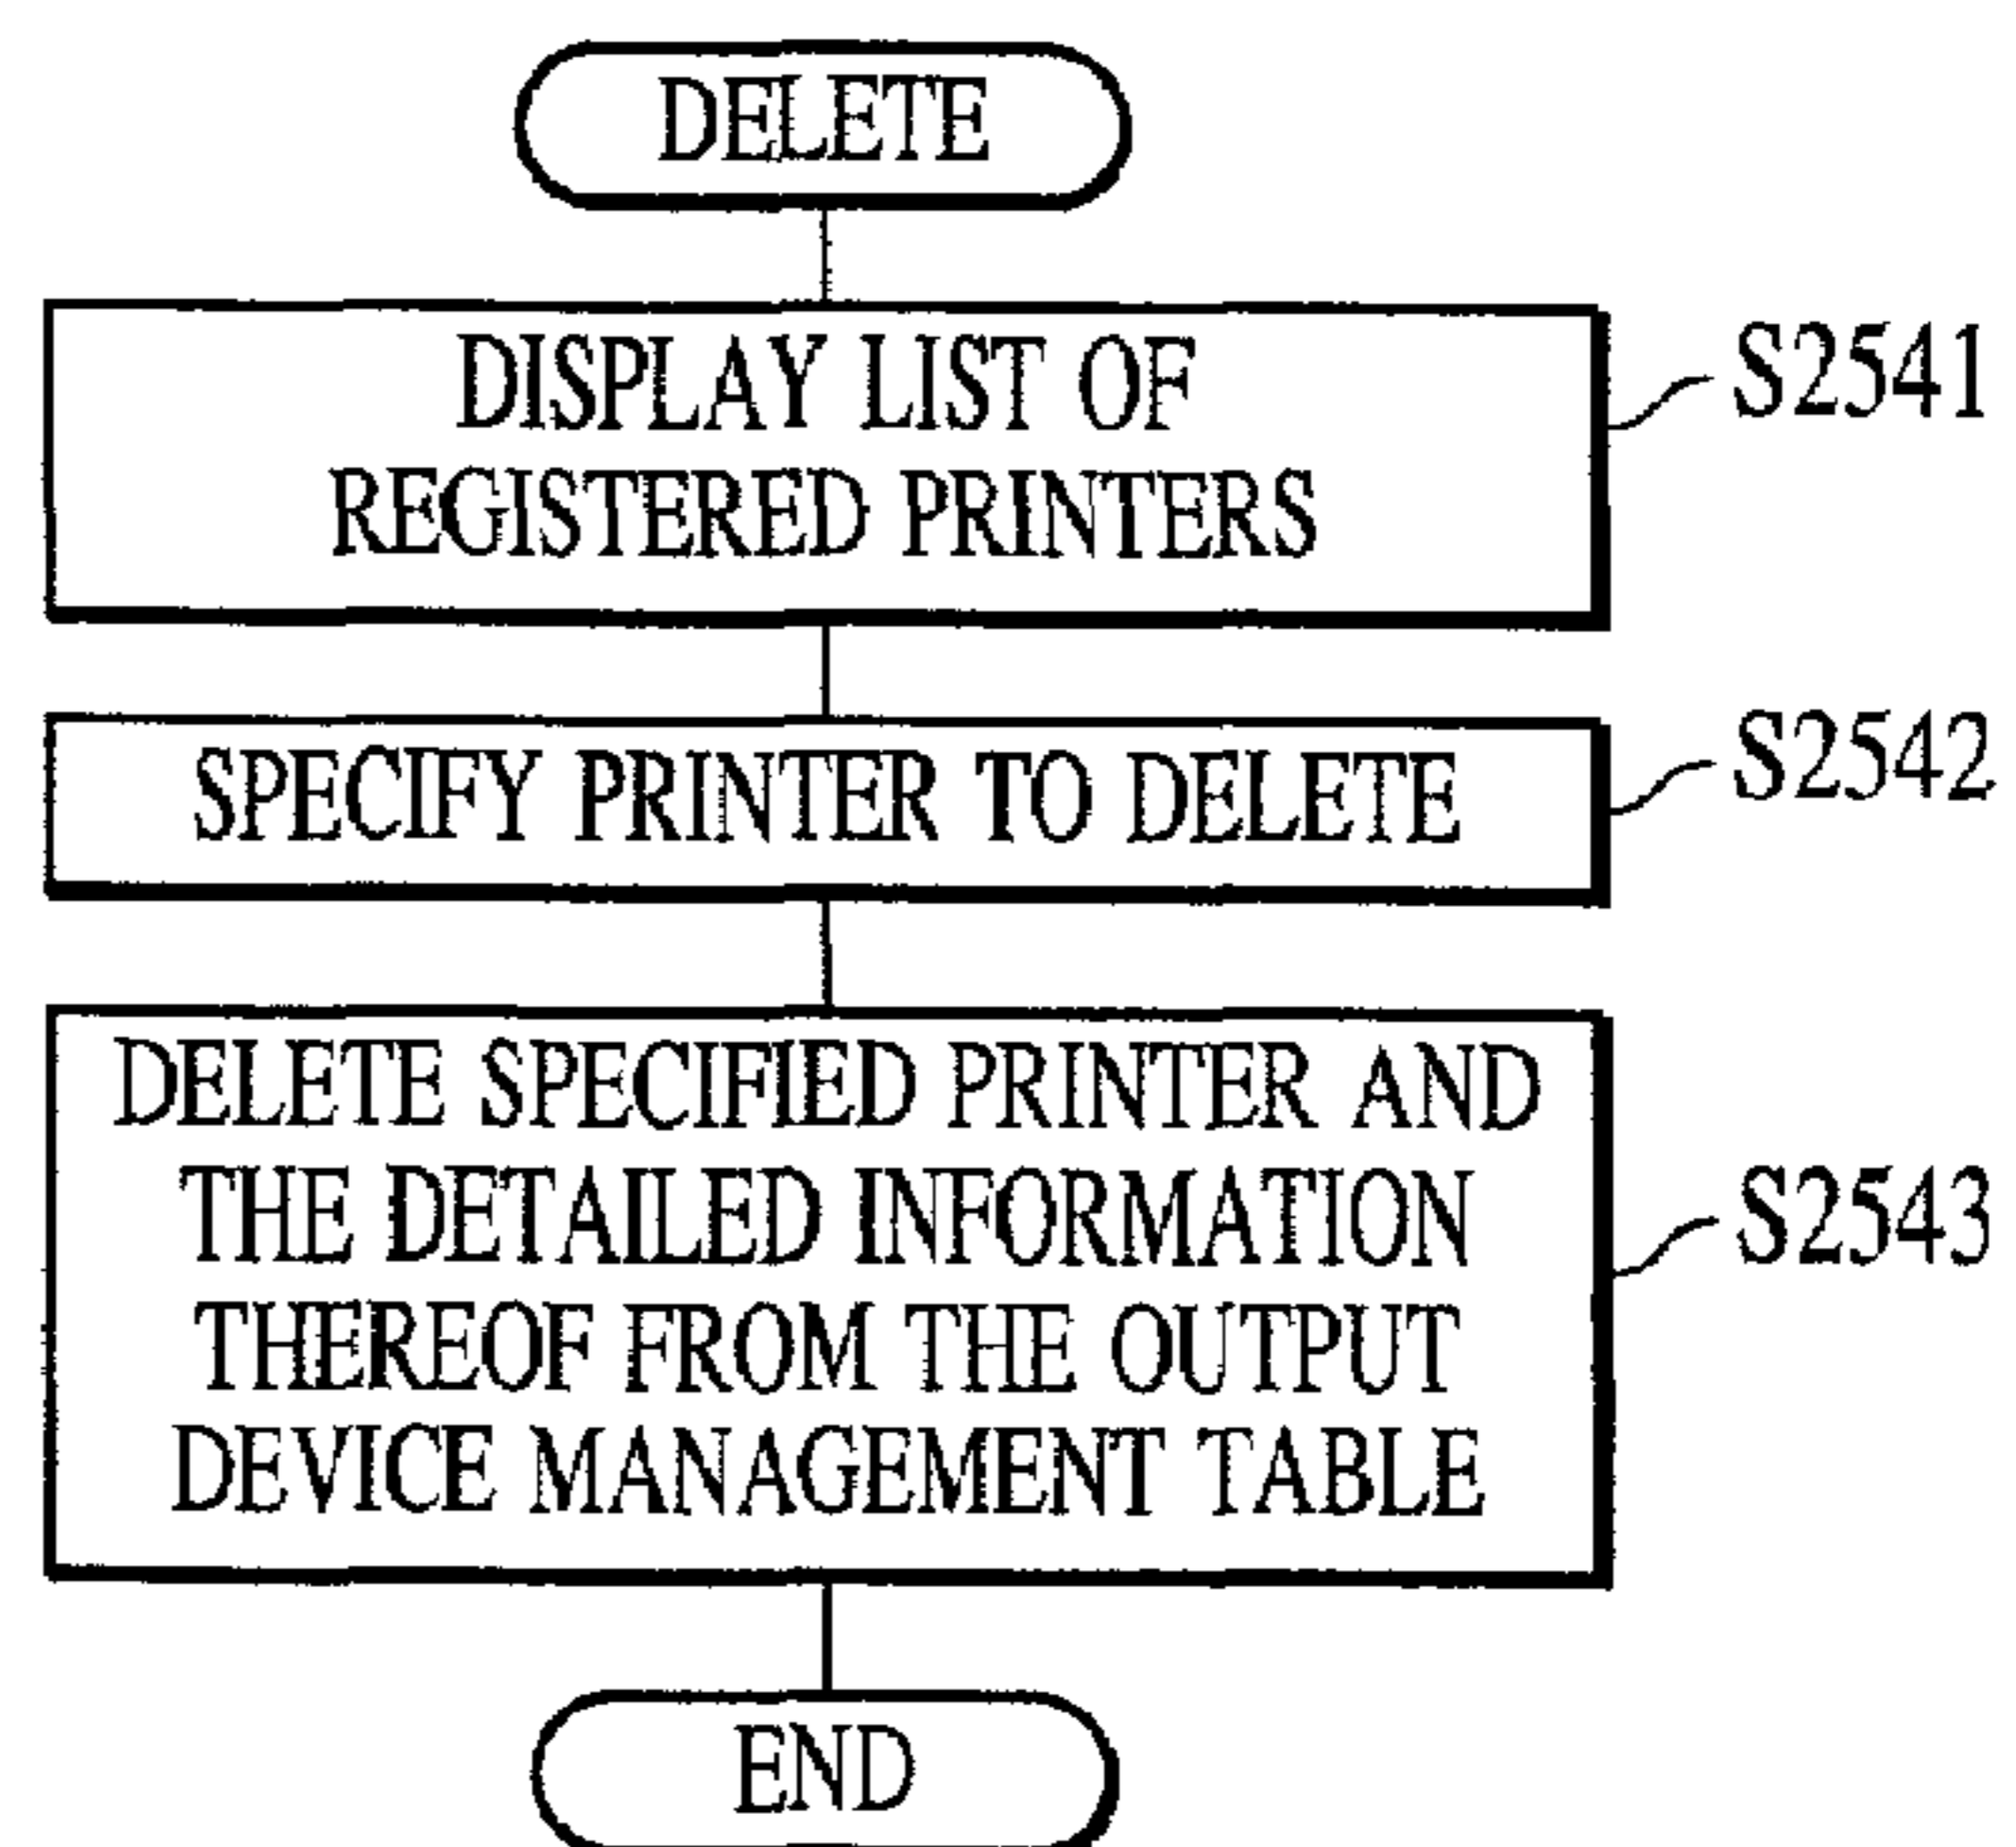 DELETE
DISPLAY LIST OF
REGISTERED PRINTERS
S2541
SPECIFY PRINTER TO DELETE
S2542
DELETE SPECIFIED PRINTER AND
THE DETAILED INFORMATION
THEREOF FROM THE OUTPUT
DEVICE MANAGEMENT TABLE
S2543
END